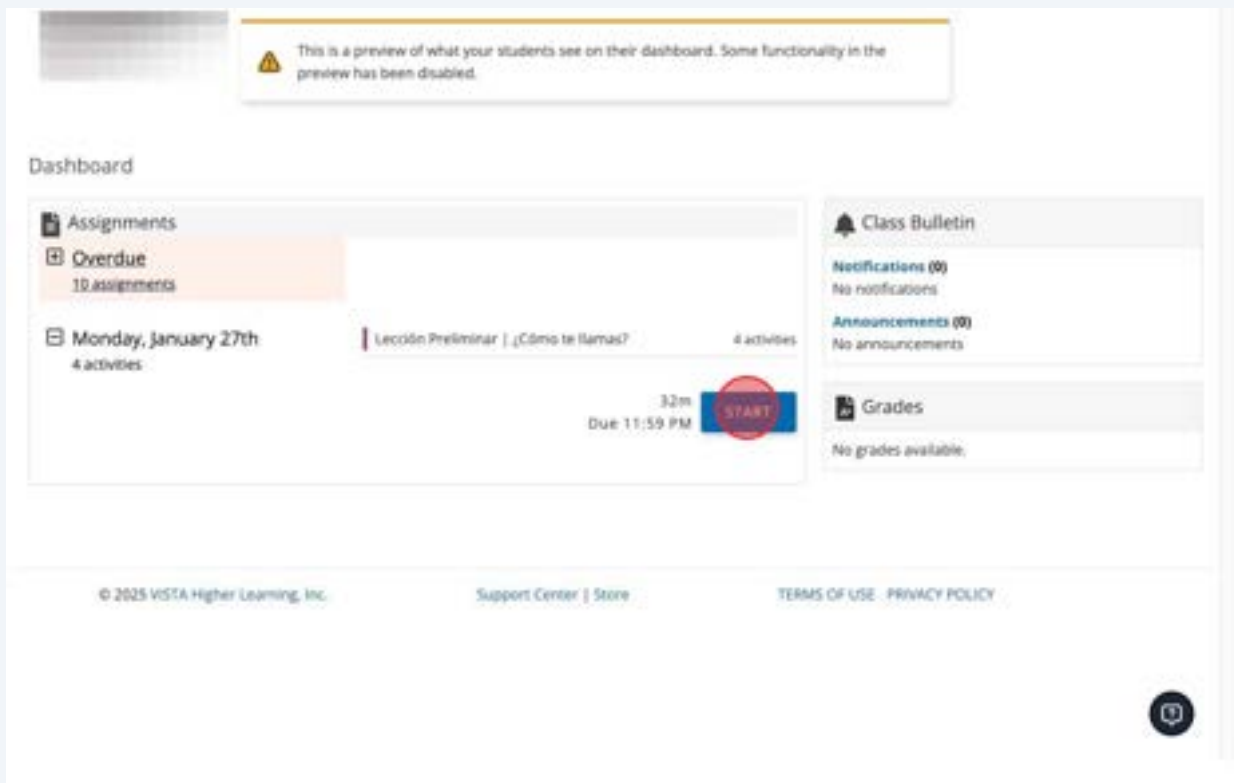 This is a preview of what your students see on their dashboard. Some functionality in the
preview has been disabled.
Dashboard
Assignments
Overdue
10 assignments
Monday, January 27th
4 activities
Lección Preliminar | ¿Cómo te llamas?
4 activities
32m
Due 11:59 PM
START
Class Bulletin
Notifications (0)
No notifications
Announcements (0)
No announcements
Grades
No grades available.
© 2025 VISTA Higher Learning, Inc.
Support Center | Store
TERMS OF USE PRIVACY POLICY